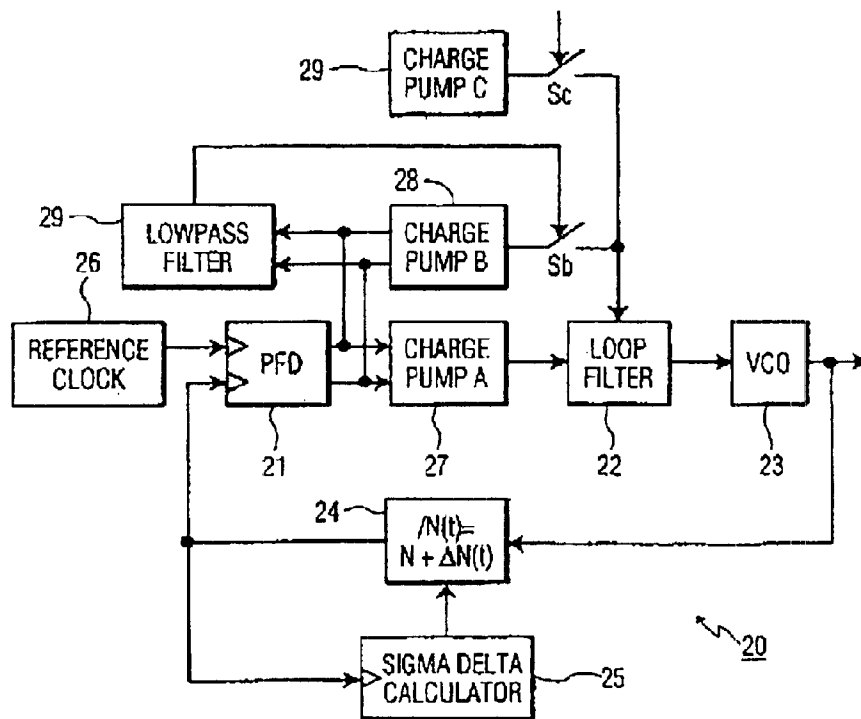 29
CHARGE
PUMP C
Sc
28
29
LOWPASS
FILTER
CHARGE
PUMP B
Sb
26
REFERENCE
CLOCK
PFD
CHARGE
PUMP A
LOOP
FILTER
VCO
21
27
22
23
24
/N(t)=
N + ΔN(t)
20
SIGMA DELTA
CALCULATOR
25